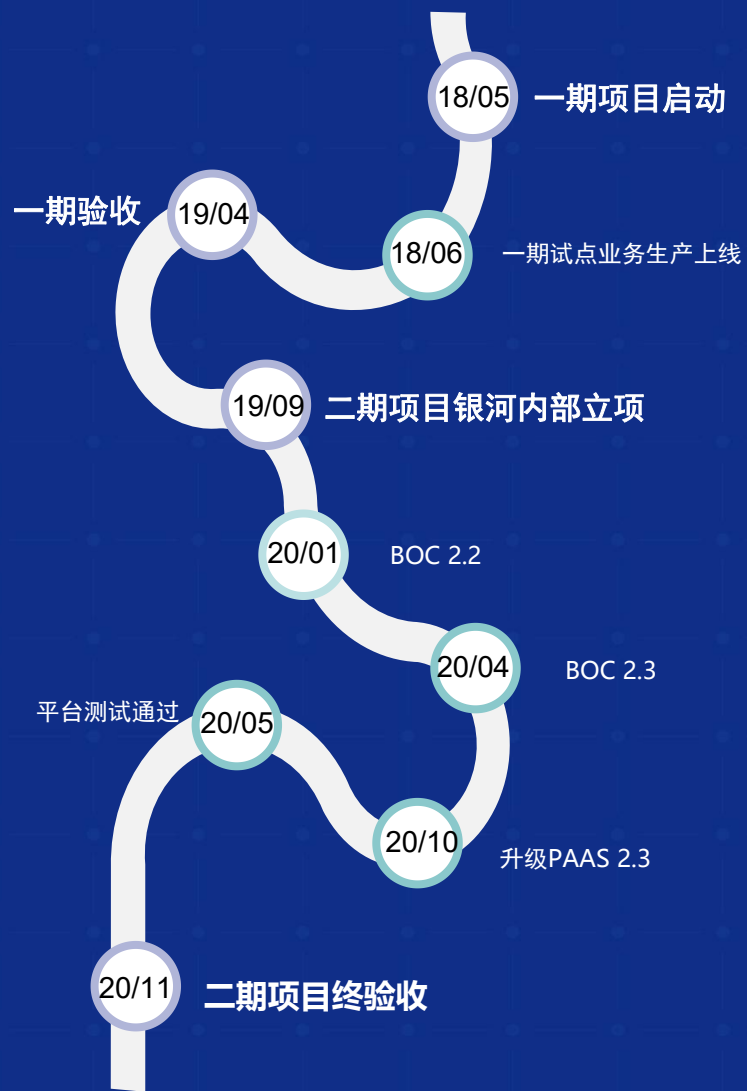 18/05
一期项目启动
18/06
一期试点业务生产上线
19/04
一期验收
19/09
二期项目银河内部立项
20/01
BOC 2.2
20/04
BOC 2.3
20/10
升级PAAS 2.3
20/05
平台测试通过
20/11
二期项目终验收